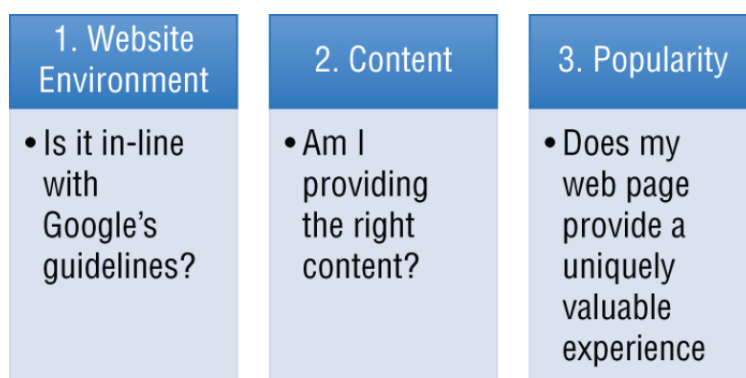 1. Website
Environment
• Is it in-line
with
Google's
guidelines?
2. Content
• Am I
providing
the right
content?
3. Popularity
• Does my
web page
provide a
uniquely
valuable
experience